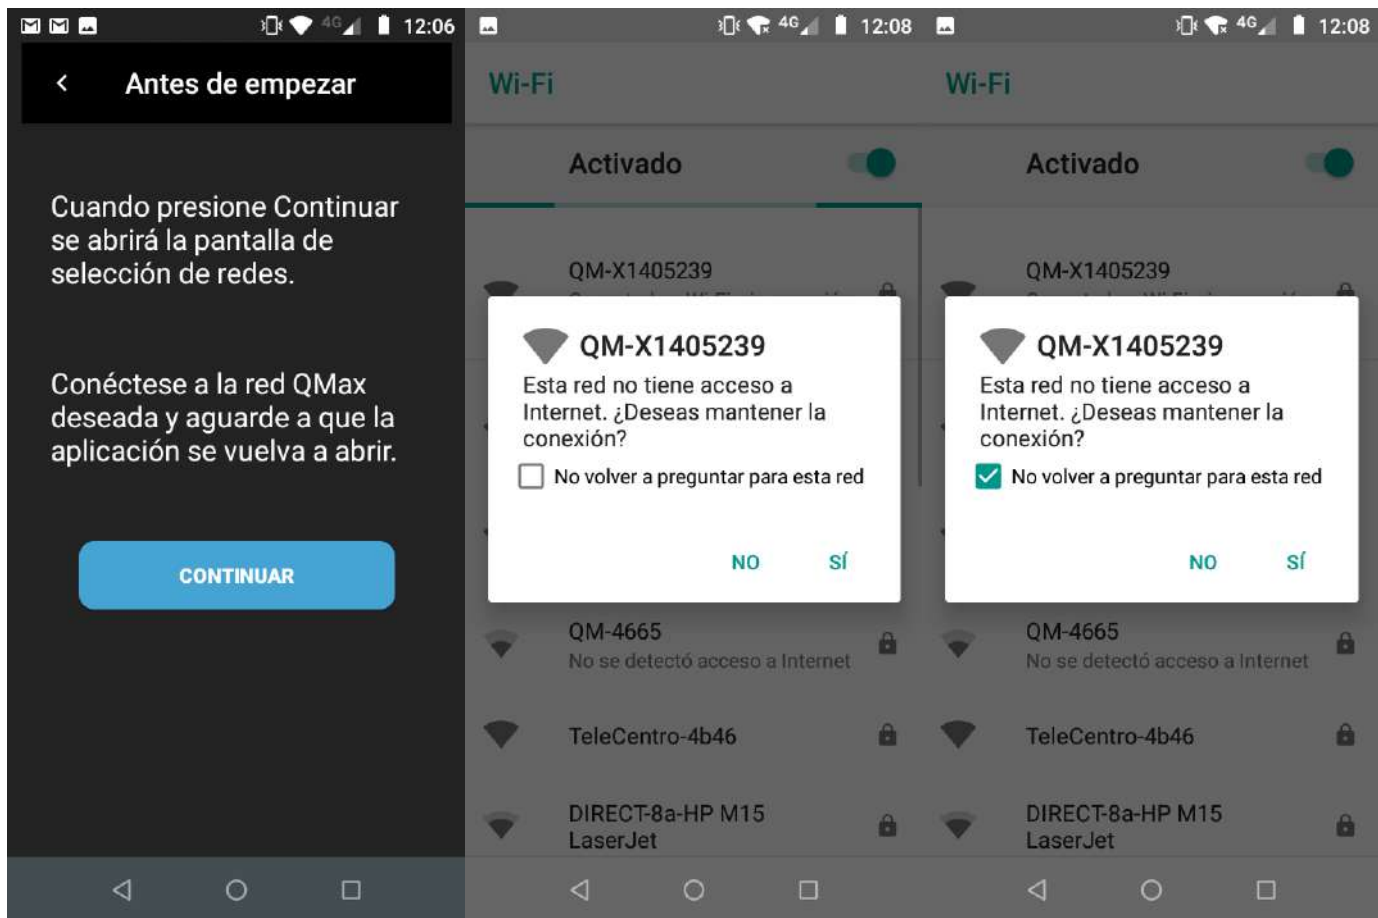 12:06
Antes de empezar
Cuando presione Continuar
se abrirá la pantalla de
selección de redes.
Conéctese a la red QMax
deseada y aguarde a que la
aplicación se vuelva a abrir.
CONTINUAR
4G
12:08
Wi-Fi
Activado
QM-X1405239
QM-X1405239
Esta red no tiene acceso a
Internet. ¿Deseas mantener la
conexión?
No volver a preguntar para esta red
NO SÍ
QM-4665
No se detectó acceso a Internet
TeleCentro-4b46
DIRECT-8a-HP M15
LaserJet
4G
12:08
Wi-Fi
Activado
QM-X1405239
QM-X1405239
Esta red no tiene acceso a
Internet. ¿Deseas mantener la
conexión?
No volver a preguntar para esta red
NO SÍ
QM-4665
No se detectó acceso a Internet
TeleCentro-4b46
DIRECT-8a-HP M15
LaserJet